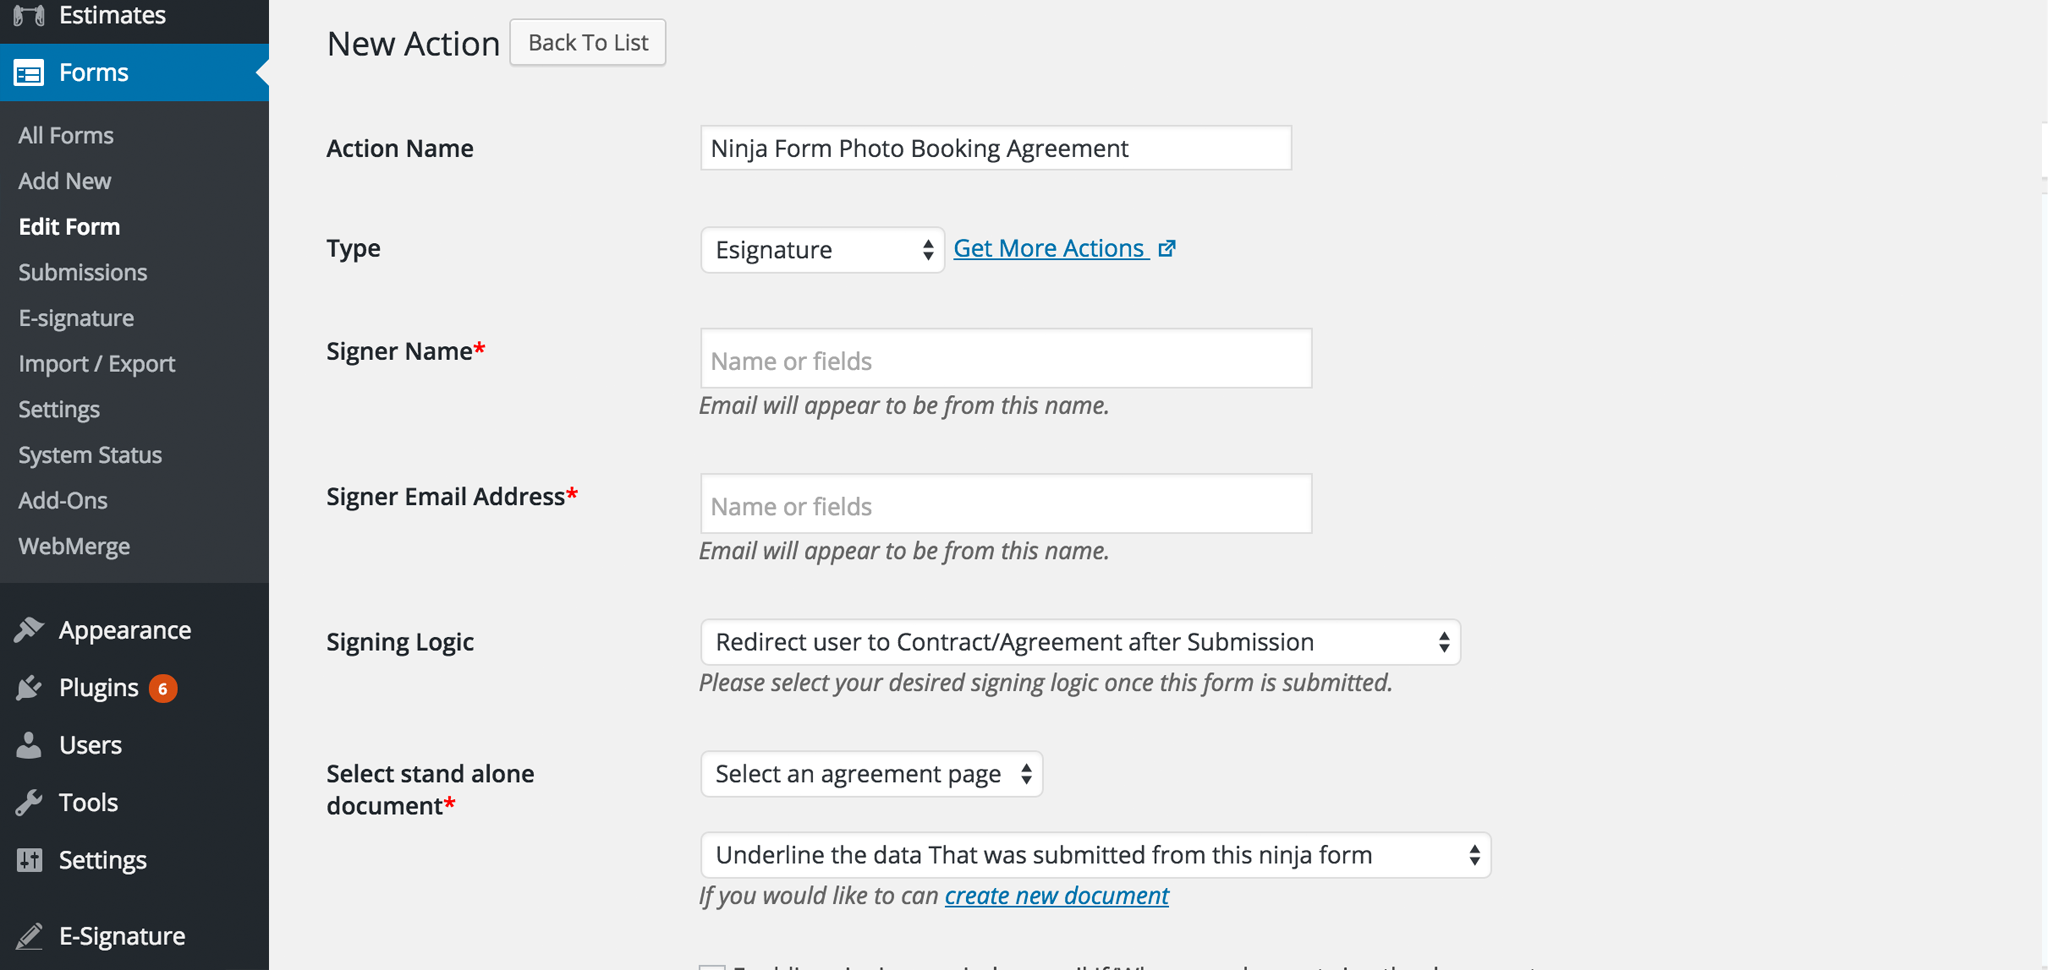 Estimates
Forms
All Forms
Add New
Edit Form
Submissions
E-signature
Import / Export
Settings
System Status
Add-Ons
WebMerge
Appearance
Plugins 6
Users
Tools
Settings
E-Signature
New Action Back To List
Action Name Ninja Form Photo Booking Agreement
Type Esignature Get More Actions
Signer Name* Name or fields
Email will appear to be from this name.
Signer Email Address* Name or fields
Email will appear to be from this name.
Signing Logic Redirect user to Contract/Agreement after Submission
Please select your desired signing logic once this form is submitted.
Select stand alone
document*
Select an agreement page
Underline the data That was submitted from this ninja form
If you would like to can create new document